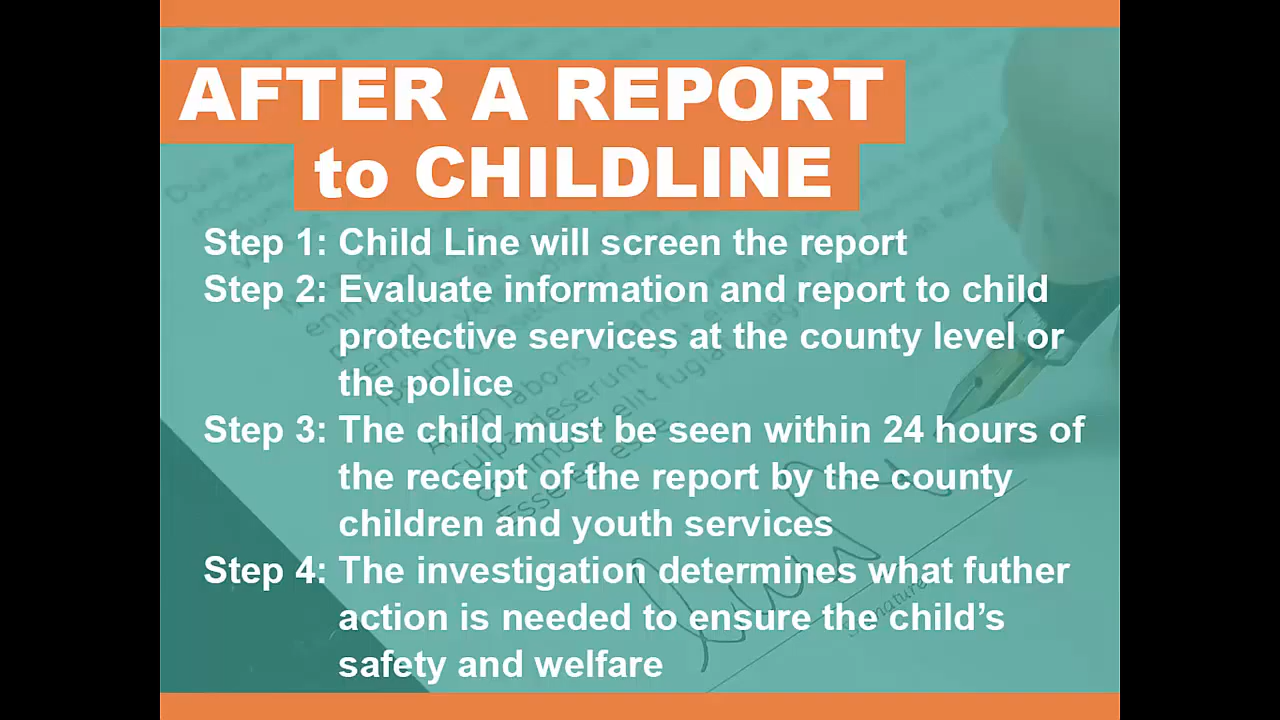 AFTER A REPORT
to CHILDLINE
Step 1: Child Line will screen the report
Step 2: Evaluate information and report to child
protective services at the county level or
the police
Step 3: The child must be seen within 24 hours of
the receipt of the report by the county
children and youth services
Step 4: The investigation determines what futher
action is needed to ensure the child's
safety and welfare